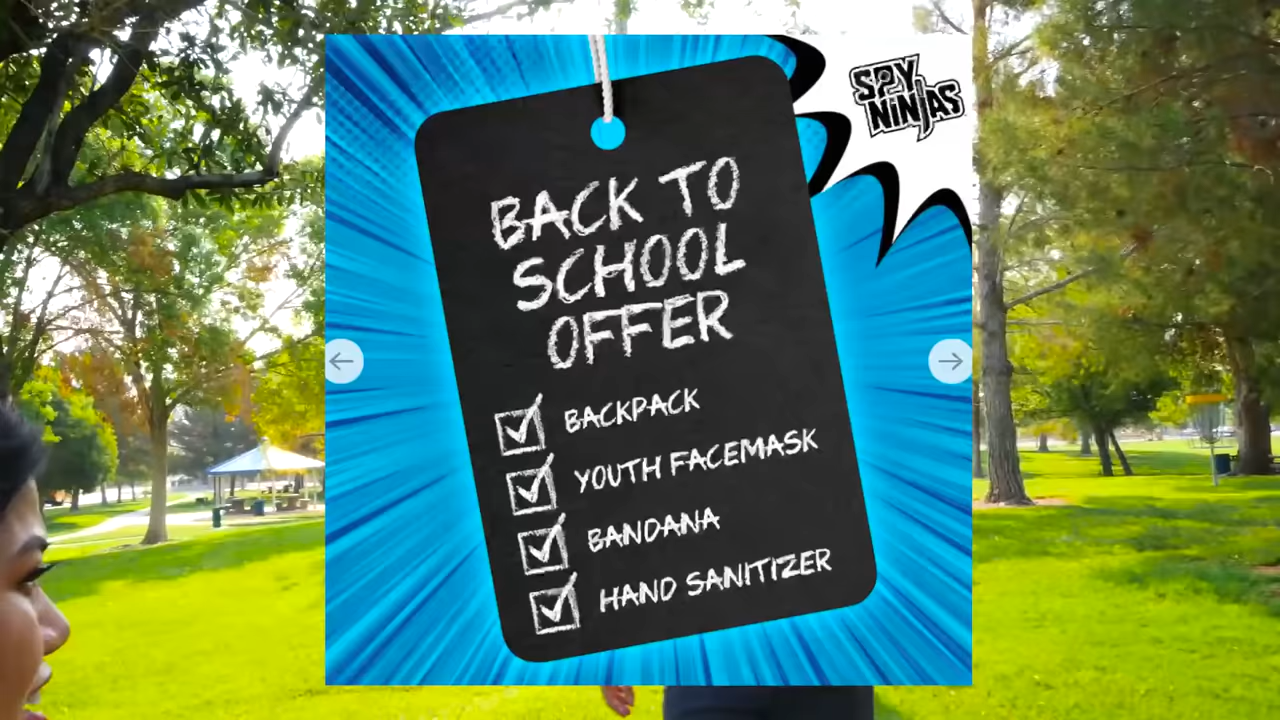 SPY
NINJAS
BACK TO
SCHOOL
OFFER
BACKPACK
YOUTH FACEMASK
BANDANA
HAND SANITIZER